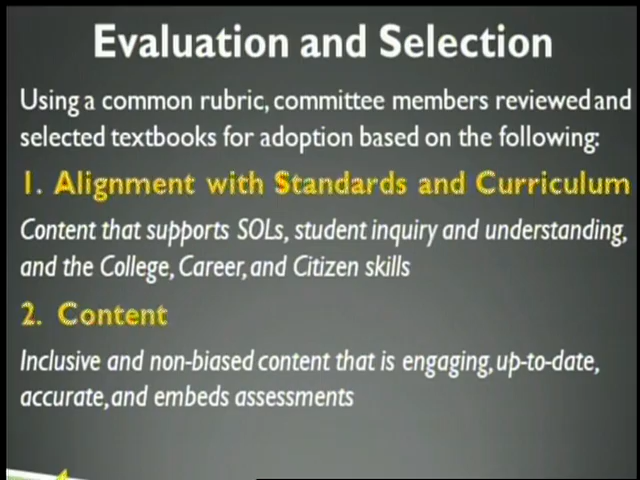 Evaluation and Selection
Using a common rubric, committee members reviewed and
selected textbooks for adoption based on the following:
1. Alignment with Standards and Curriculum
Content that supports SOLs, student inquiry and understanding,
and the College, Career, and Citizen skills
2. Content
Inclusive and non-biased content that is engaging, up-to-date,
accurate, and embeds assessments